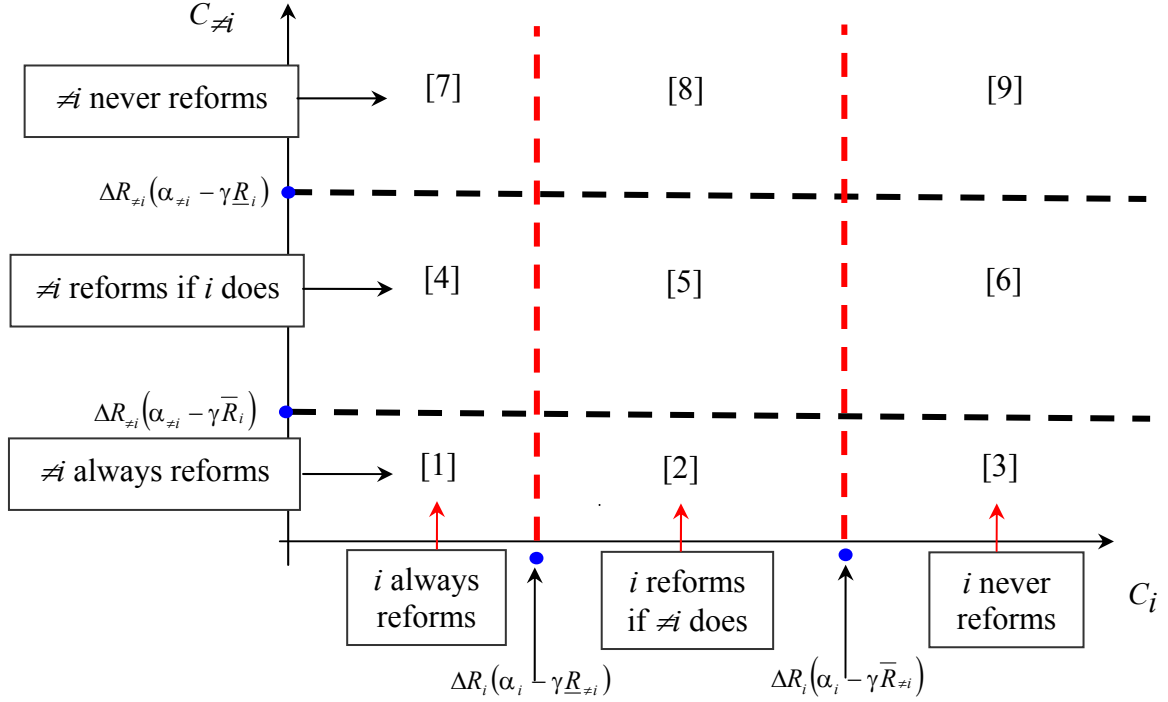 C≠i
≠i never reforms
[7] [8] [9]
ΔR≠i(α≠i − γR̲i)
≠i reforms if i does
[4] [5] [6]
ΔR≠i(α≠i − γR̅i)
≠i always reforms
[1] [2] [3]
i always
reforms
i reforms
if ≠i does
i never
reforms
Ci
ΔRi(αi − γR̲≠i)
ΔRi(αi − γR̅≠i)